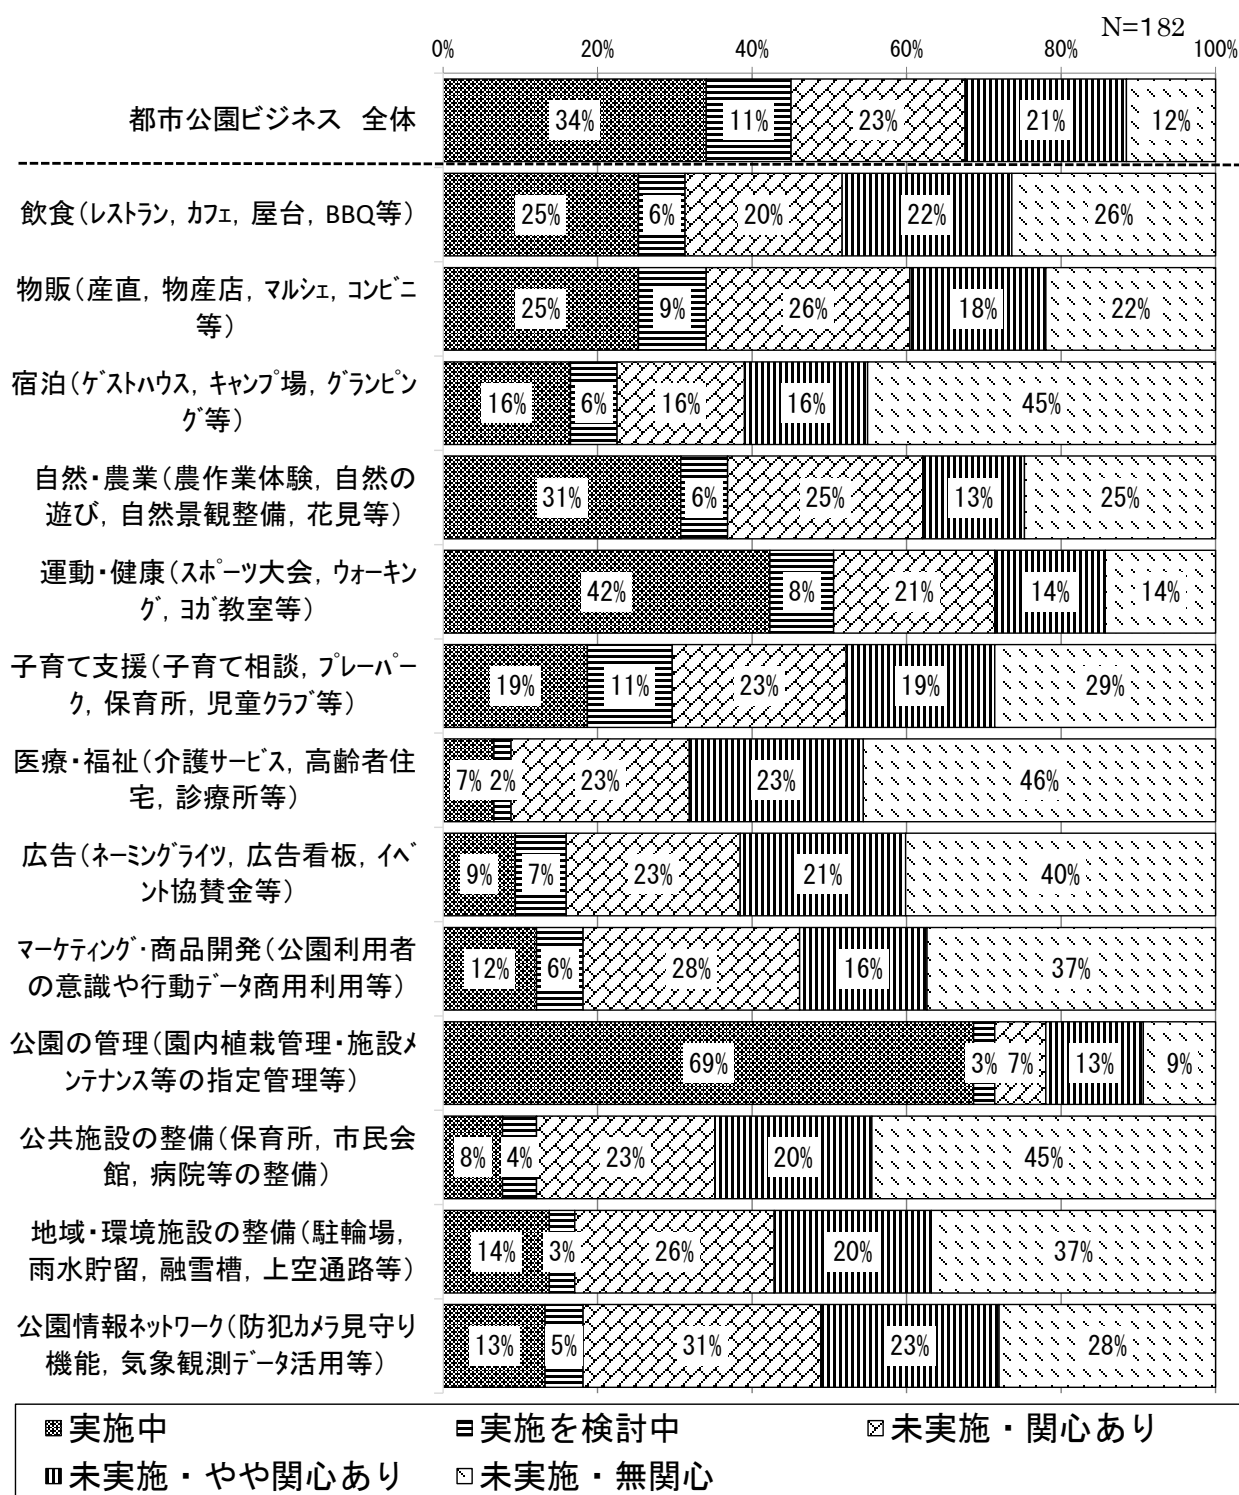 N=182
0% 20% 40% 60% 80% 100%
都市公園ビジネス 全体
34% 11% 23% 21% 12%
飲食(ﾚｽﾄﾗﾝ, ｶﾌｪ, 屋台, BBQ等)
25% 6% 20% 22% 26%
物販(産直, 物産店, ﾏﾙｼｪ, ｺﾝﾋﾞﾆ
等)
25% 9% 26% 18% 22%
宿泊(ｹﾞｽﾄﾊｳｽ, ｷｬﾝﾌﾟ場, ｸﾞﾗﾝﾋﾟﾝ
ｸﾞ等)
16% 6% 16% 16% 45%
自然・農業(農作業体験, 自然の
遊び, 自然景観整備, 花見等)
31% 6% 25% 13% 25%
運動・健康(ｽﾎﾟｰﾂ大会, ｳｫｰｷﾝ
ｸﾞ, ﾖｶﾞ教室等)
42% 8% 21% 14% 14%
子育て支援(子育て相談, ﾌﾟﾚｰﾊﾟｰ
ｸ, 保育所, 児童ｸﾗﾌﾞ等)
19% 11% 23% 19% 29%
医療・福祉(介護ｻｰﾋﾞｽ, 高齢者住
宅, 診療所等)
7% 2% 23% 23% 46%
広告(ﾈｰﾐﾝｸﾞﾗｲﾂ, 広告看板, ｲﾍﾞ
ﾝﾄ協賛金等)
9% 7% 23% 21% 40%
ﾏｰｹﾃｨﾝｸﾞ・商品開発(公園利用者
の意識や行動ﾃﾞｰﾀ商用利用等)
12% 6% 28% 16% 37%
公園の管理(園内植栽管理・施設ﾒ
ﾝﾃﾅﾝｽ等の指定管理等)
69% 3% 7% 13% 9%
公共施設の整備(保育所, 市民会
館, 病院等の整備)
8% 4% 23% 20% 45%
地域・環境施設の整備(駐輪場,
雨水貯留, 融雪槽, 上空通路等)
14% 3% 26% 20% 37%
公園情報ﾈｯﾄﾜｰｸ(防犯ｶﾒﾗ見守り
機能, 気象観測ﾃﾞｰﾀ活用等)
13% 5% 31% 23% 28%
実施中 実施を検討中 未実施・関心あり
未実施・やや関心あり 未実施・無関心